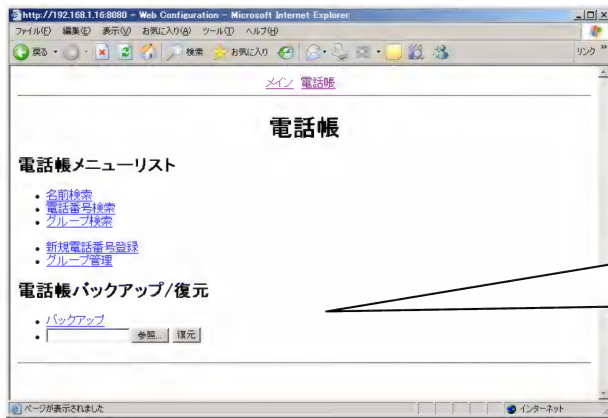 http://192.168.1.16:8080 - Web Configuration - Microsoft Internet Explorer
ファイル(F) 編集(E) 表示(V) お気に入り(A) ツール(T) ヘルプ(H)
戻る 検索 お気に入り リンク »
メイン 電話帳
電話帳
電話帳メニューリスト
• 名前検索
• 電話番号検索
• グループ検索
• 新規電話番号登録
• グループ管理
電話帳バックアップ/復元
• バックアップ
• 参照... 復元
ページが表示されました インターネット